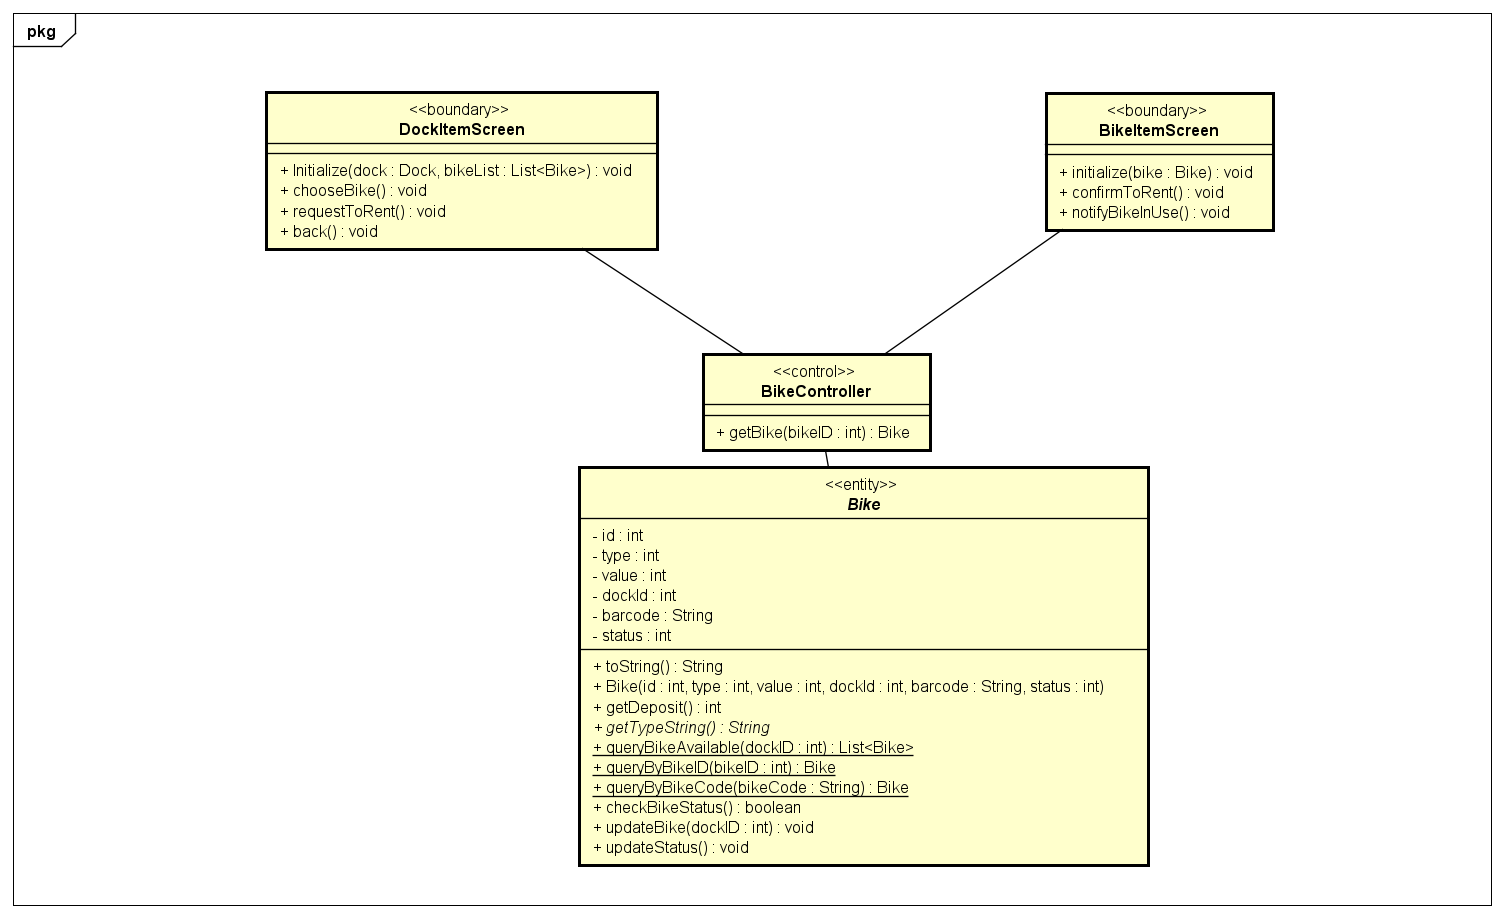 pkg
<<boundary>>
DockItemScreen
+ Initialize(dock : Dock, bikeList : List<Bike>) : void
+ chooseBike() : void
+ requestToRent() : void
+ back() : void
<<boundary>>
BikeItemScreen
+ initialize(bike : Bike) : void
+ confirmToRent() : void
+ notifyBikeInUse() : void
<<control>>
BikeController
+ getBike(bikeID : int) : Bike
<<entity>>
Bike
- id : int
- type : int
- value : int
- dockId : int
- barcode : String
- status : int
+ toString() : String
+ Bike(id : int, type : int, value : int, dockId : int, barcode : String, status : int)
+ getDeposit() : int
+ getTypeString() : String
+ queryBikeAvailable(dockID : int) : List<Bike>
+ queryByBikeID(bikeID : int) : Bike
+ queryByBikeCode(bikeCode : String) : Bike
+ checkBikeStatus() : boolean
+ updateBike(dockID : int) : void
+ updateStatus() : void